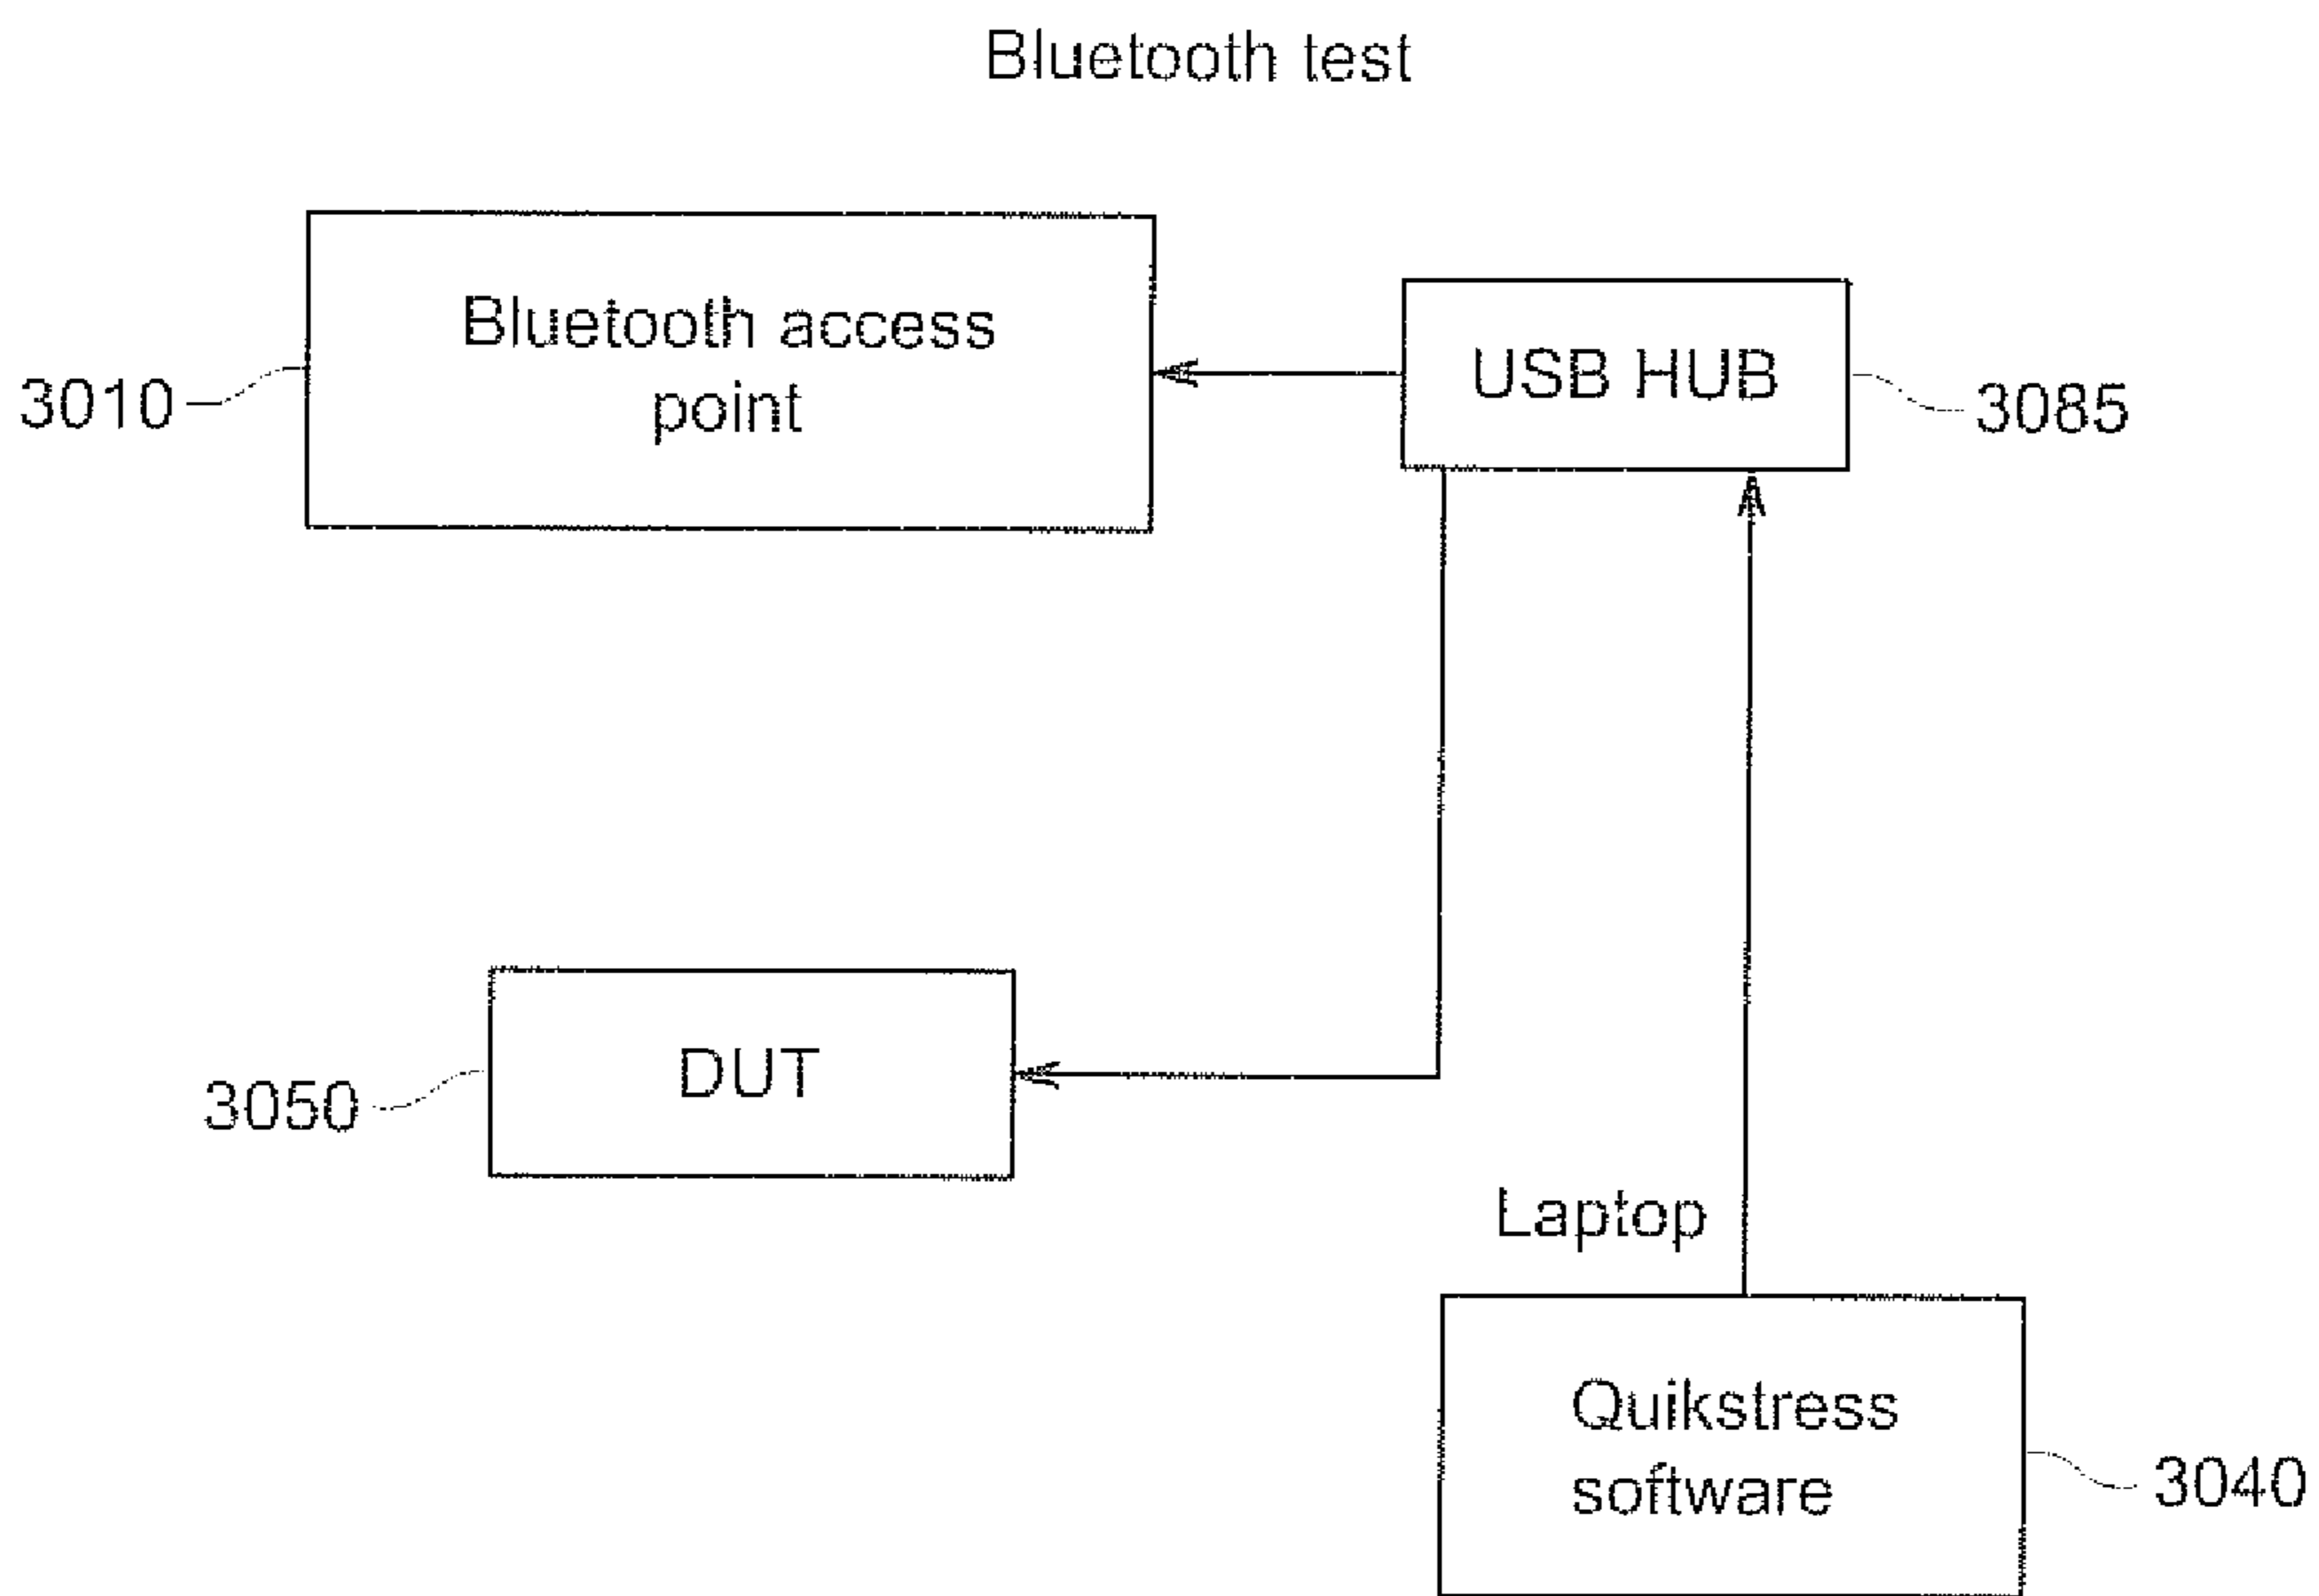 Bluetooth test
Bluetooth access
point
3010
USB HUB
3085
DUT
3050
Laptop
Quikstress
software
3040